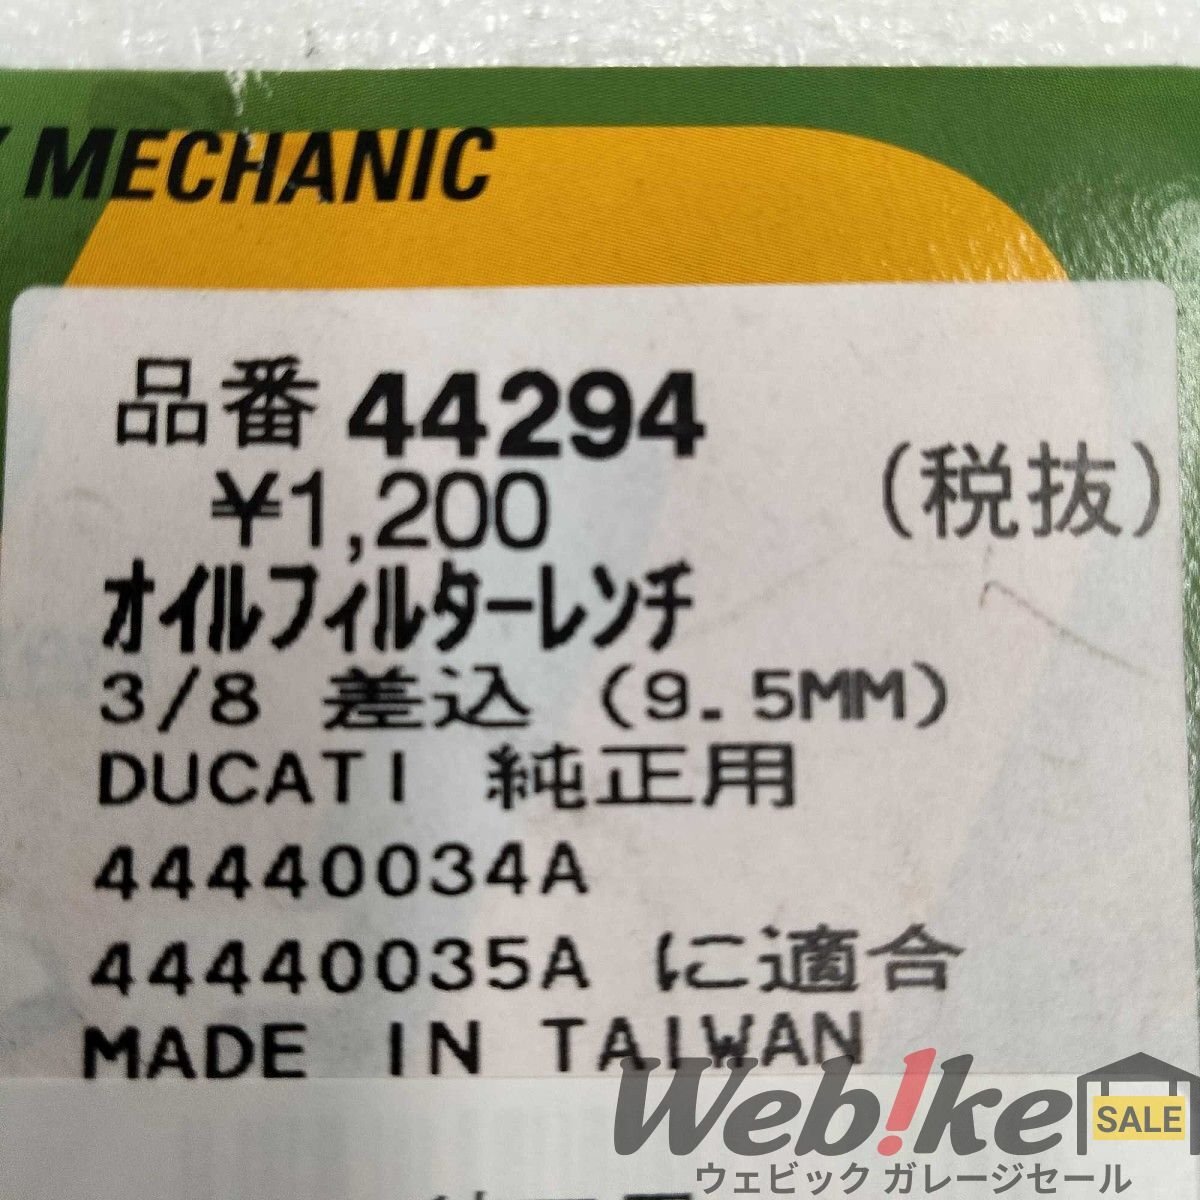 MECHANIC
品番 44294
¥1,200 (税抜)
オイルフィルターレンチ
3/8 差込 (9.5MM)
DUCATI 純正用
44440034A
44440035A に適合
MADE IN TAIWAN
Web!ke SALE
ウェビック ガレージセール